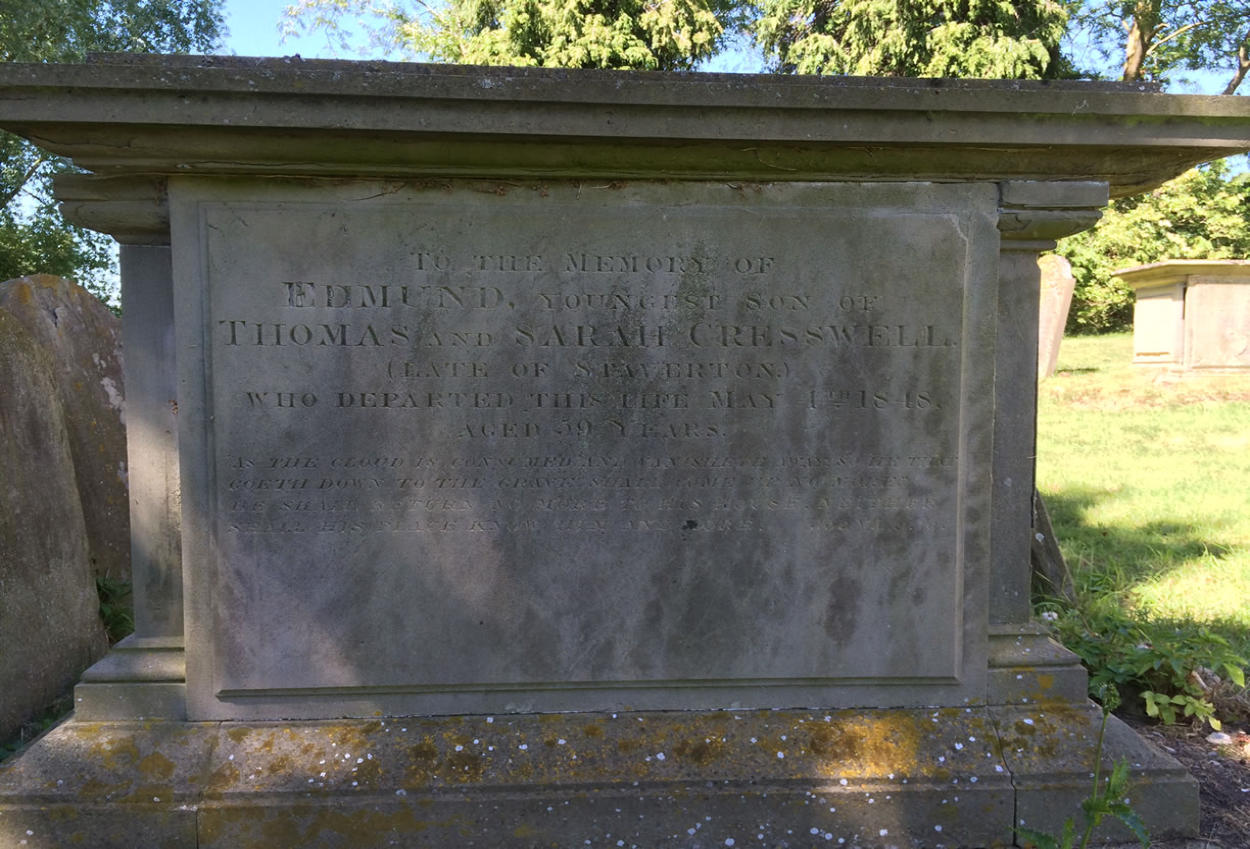 TO THE MEMORY OF
EDMUND, YOUNGEST SON OF
THOMAS AND SARAH CRESSWELL.
(LATE OF STAVERTON.)
WHO DEPARTED THIS LIFE MAY 1848.
AGED 59 YEARS.
AS THE CLOUD IS CONSUMED AND VANISHETH AWAY SO HE THAT
GOETH DOWN TO THE GRAVE SHALL COME UP NO MORE.
HE SHALL RETURN NO MORE TO HIS HOUSE, NEITHER
SHALL HIS PLACE KNOW HIM ANY MORE.